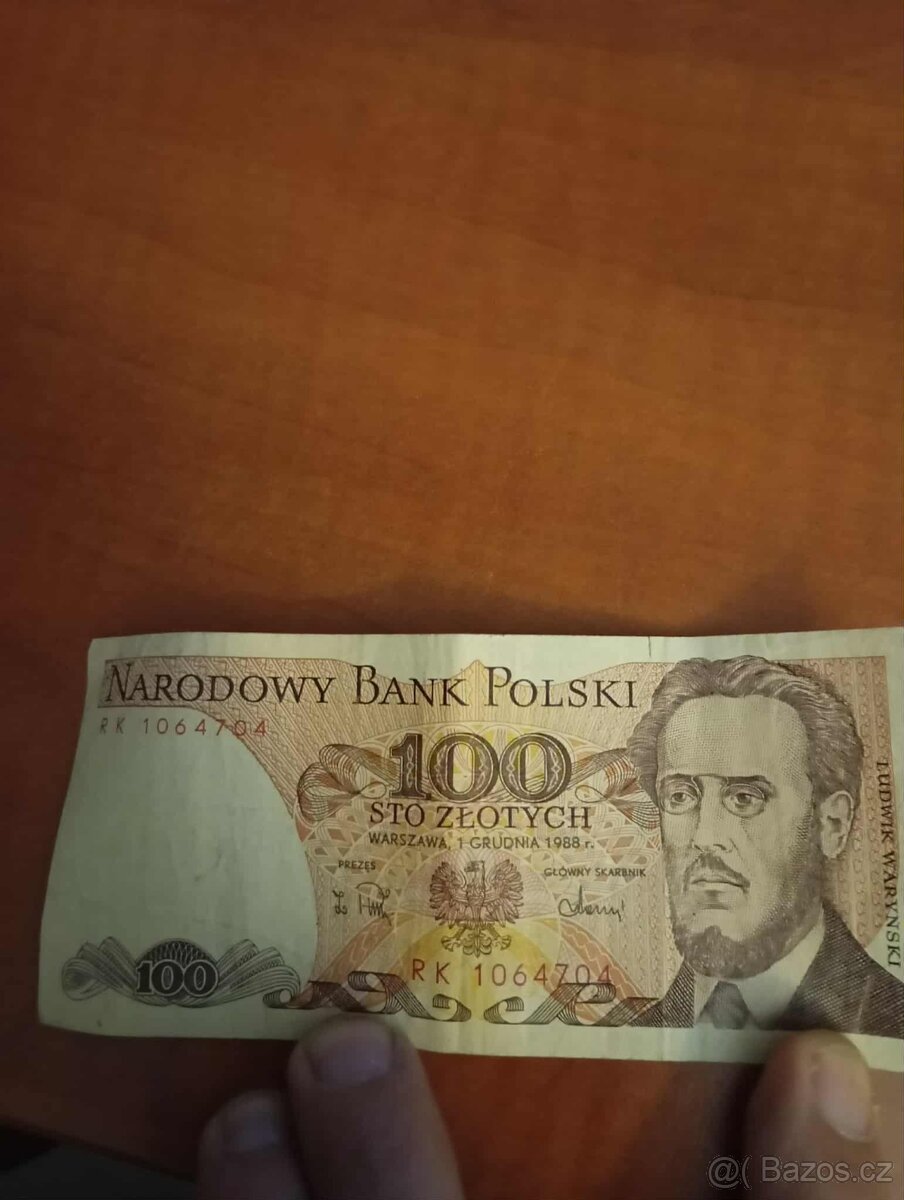 NARODOWY BANK POLSKI
RK 1064704
100
STO ZŁOTYCH
WARSZAWA, 1 GRUDNIA 1988 r.
PREZES
GŁÓWNY SKARBNIK
100
RK 1064704
LUDWIK WARYŃSKI
@( Bazos.cz